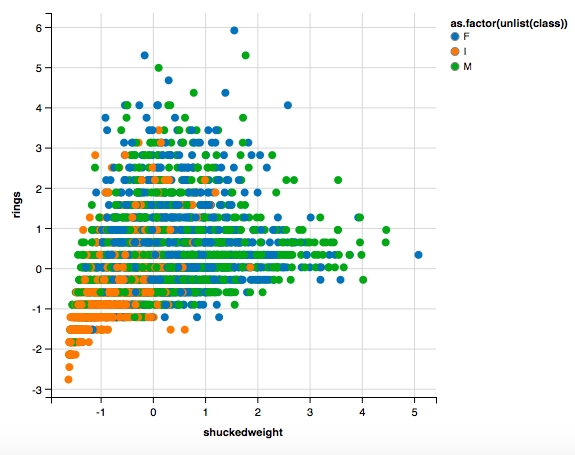 as.factor(unlist(class))
F
I
M
6
5
4
3
2
1
0
-1
-2
-3
rings
-1 0 1 2 3 4 5
shuckedweight